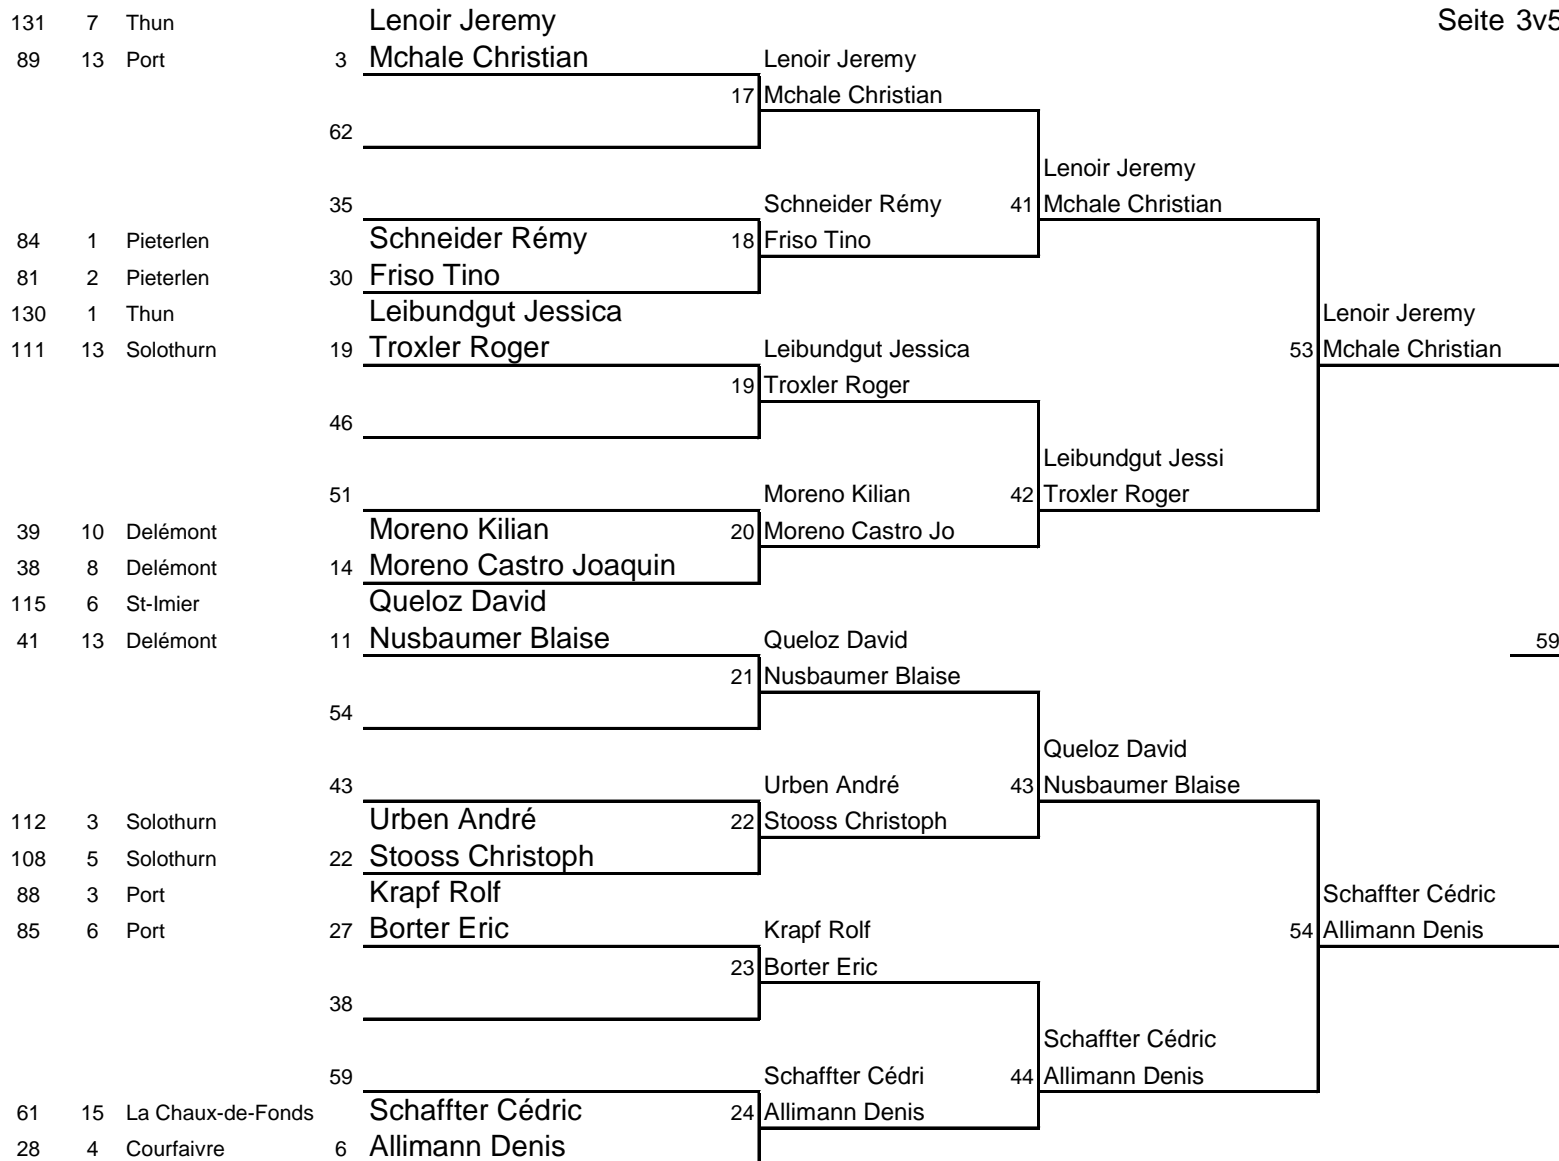 131 7 Thun Lenoir Jeremy Seite 3v5
89 13 Port 3 Mchale Christian Lenoir Jeremy
17 Mchale Christian
62
Lenoir Jeremy
35 Schneider Rémy 41 Mchale Christian
84 1 Pieterlen Schneider Rémy 18 Friso Tino
81 2 Pieterlen 30 Friso Tino
130 1 Thun Leibundgut Jessica Lenoir Jeremy
111 13 Solothurn 19 Troxler Roger Leibundgut Jessica 53 Mchale Christian
19 Troxler Roger
46
Leibundgut Jessi
51 Moreno Kilian 42 Troxler Roger
39 10 Delémont Moreno Kilian 20 Moreno Castro Jo
38 8 Delémont 14 Moreno Castro Joaquin
115 6 St-Imier Queloz David
41 13 Delémont 11 Nusbaumer Blaise Queloz David 59
21 Nusbaumer Blaise
54
Queloz David
43 Urben André 43 Nusbaumer Blaise
112 3 Solothurn Urben André 22 Stooss Christoph
108 5 Solothurn 22 Stooss Christoph
88 3 Port Krapf Rolf Schaffter Cédric
85 6 Port 27 Borter Eric Krapf Rolf 54 Allimann Denis
23 Borter Eric
38
Schaffter Cédric
59 Schaffter Cédri 44 Allimann Denis
61 15 La Chaux-de-Fonds Schaffter Cédric 24 Allimann Denis
28 4 Courfaivre 6 Allimann Denis